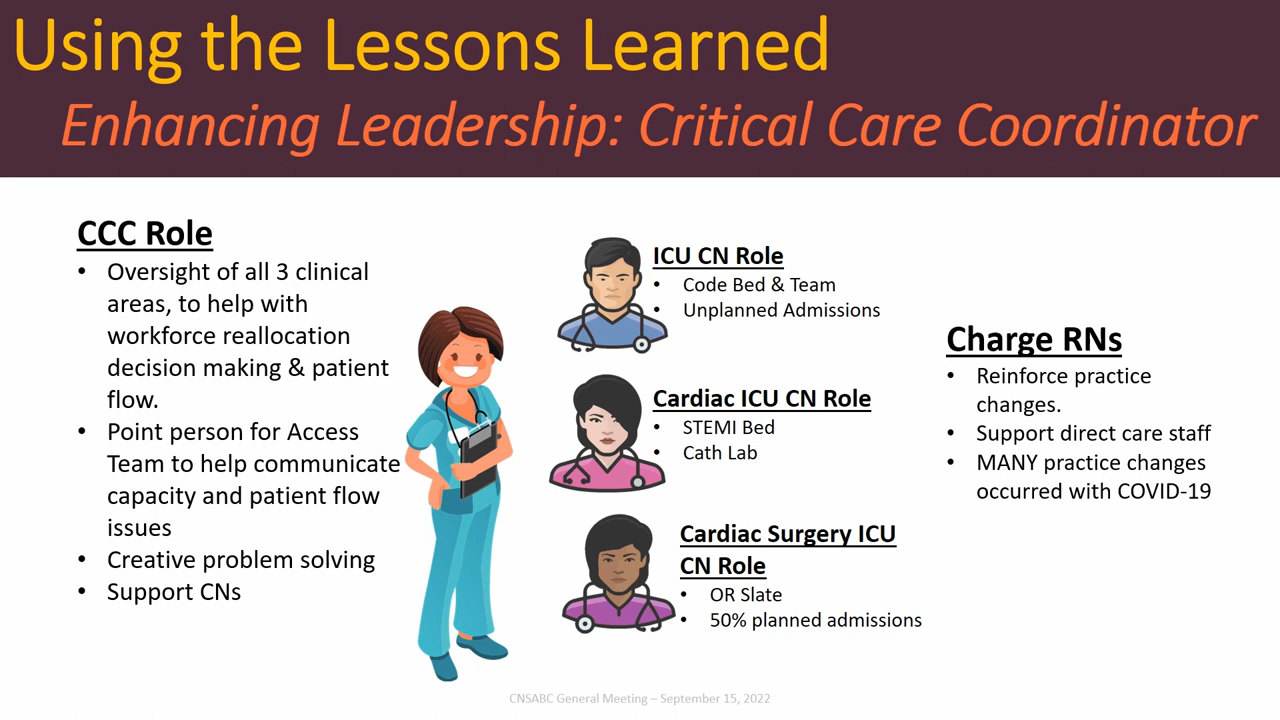 Using the Lessons Learned
Enhancing Leadership: Critical Care Coordinator
CCC Role
• Oversight of all 3 clinical
areas, to help with
workforce reallocation
decision making & patient
flow.
• Point person for Access
Team to help communicate
capacity and patient flow
issues
• Creative problem solving
• Support CNs
ICU CN Role
• Code Bed & Team
• Unplanned Admissions
Cardiac ICU CN Role
• STEMI Bed
• Cath Lab
Cardiac Surgery ICU
CN Role
• OR Slate
• 50% planned admissions
Charge RNs
• Reinforce practice
changes.
• Support direct care staff
• MANY practice changes
occurred with COVID-19
CNSABC General Meeting – September 15, 2022